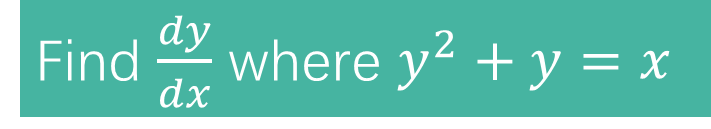 Find dy/dx where y² + y = x